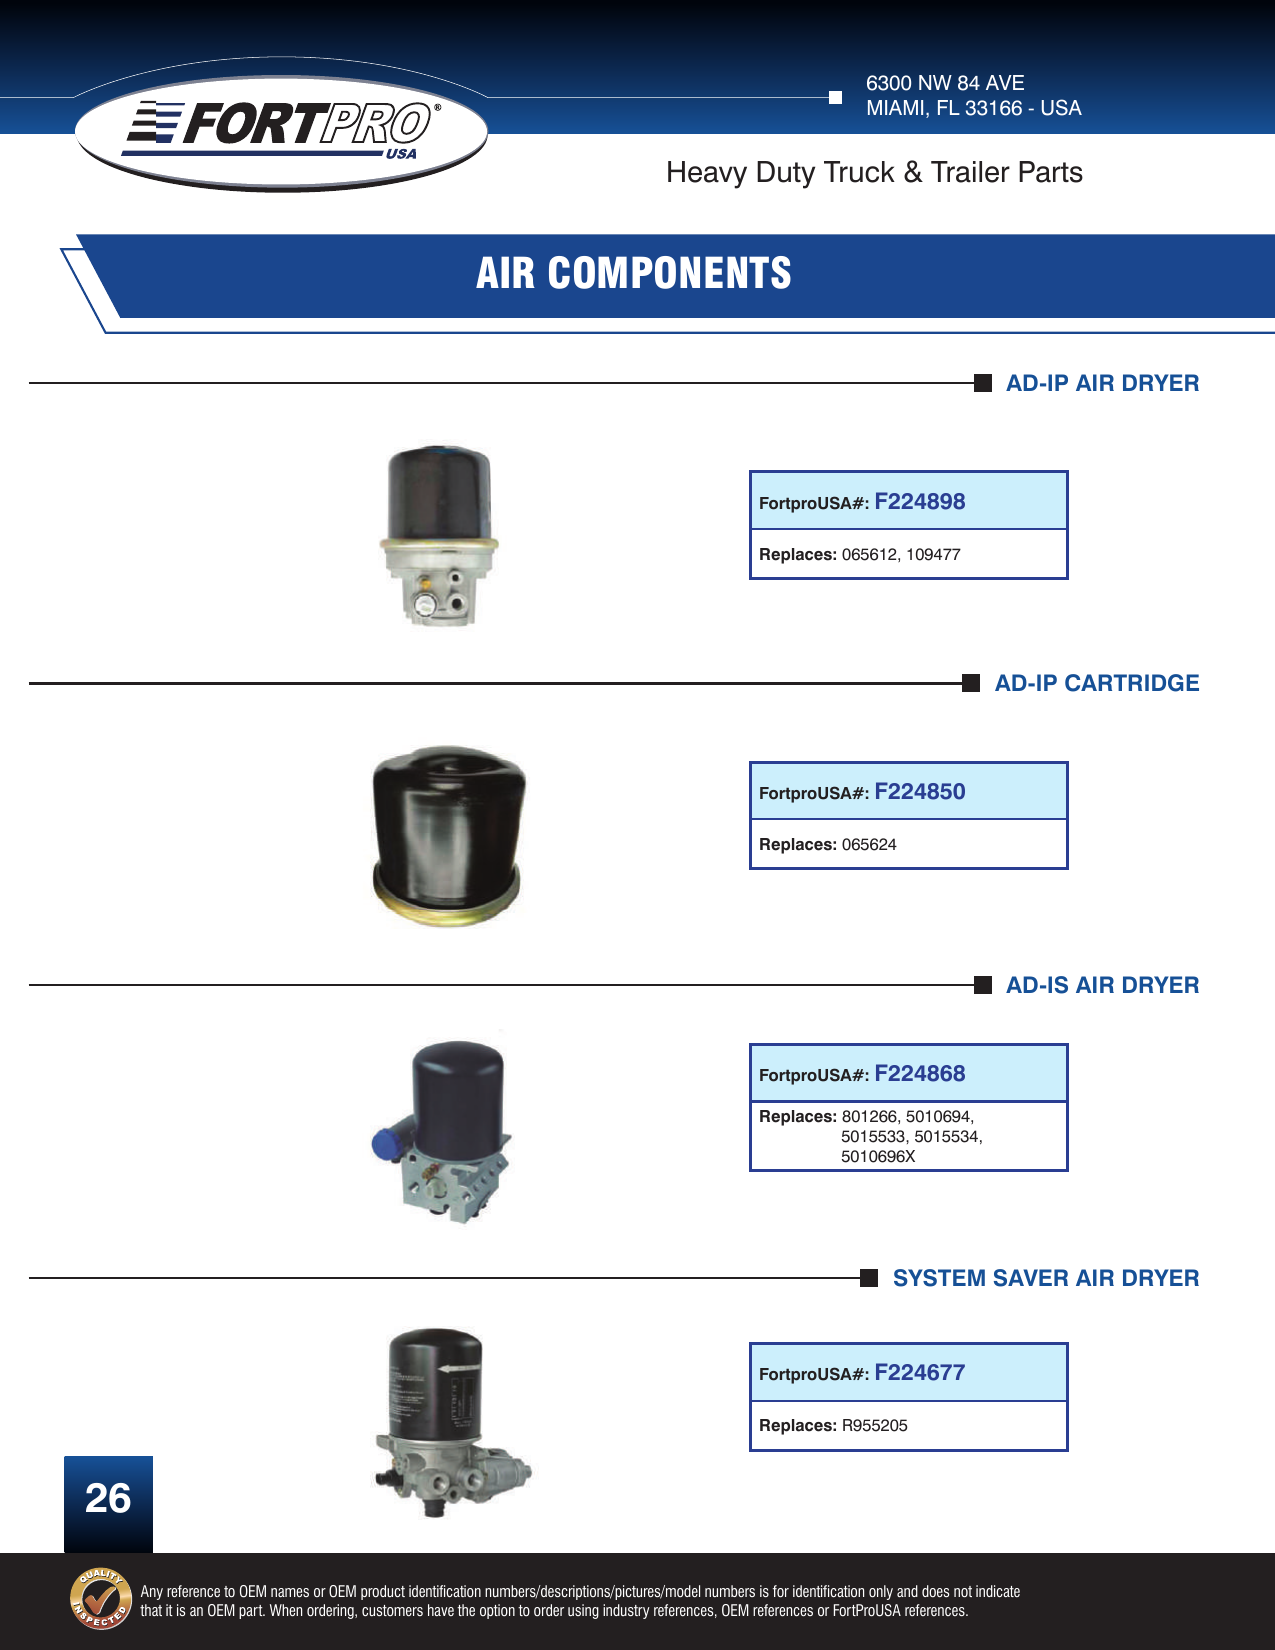 FORTPRO®
USA
6300 NW 84 AVE
MIAMI, FL 33166 - USA
Heavy Duty Truck & Trailer Parts
AIR COMPONENTS
AD-IP AIR DRYER
FortproUSA#: F224898
Replaces: 065612, 109477
AD-IP CARTRIDGE
FortproUSA#: F224850
Replaces: 065624
AD-IS AIR DRYER
FortproUSA#: F224868
Replaces: 801266, 5010694,
5015533, 5015534,
5010696X
SYSTEM SAVER AIR DRYER
FortproUSA#: F224677
Replaces: R955205
26
QUALITY
INSPECTED
Any reference to OEM names or OEM product identification numbers/descriptions/pictures/model numbers is for identification only and does not indicate
that it is an OEM part. When ordering, customers have the option to order using industry references, OEM references or FortProUSA references.